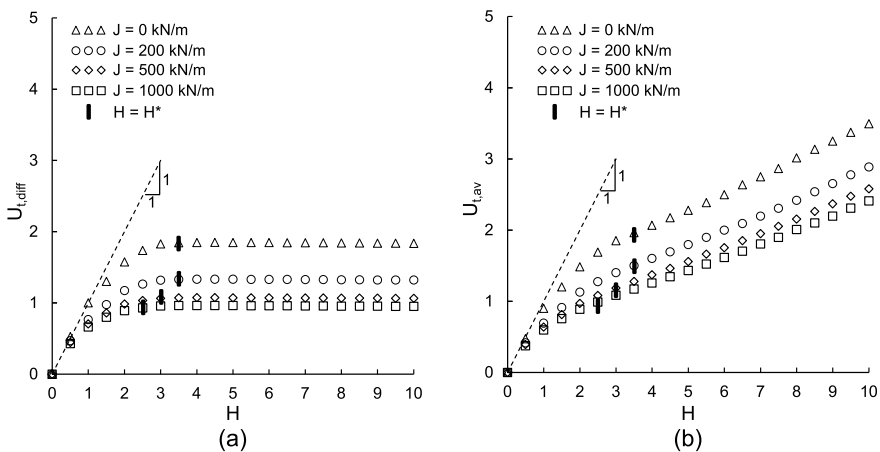 5
4
3
2
1
0
U_t,diff
△△△ J = 0 kN/m
○○○ J = 200 kN/m
◇◇◇ J = 500 kN/m
□□□ J = 1000 kN/m
H = H*
1
1
0 1 2 3 4 5 6 7 8 9 10
H
(a)
5
4
3
2
1
0
U_t,av
△△△ J = 0 kN/m
○○○ J = 200 kN/m
◇◇◇ J = 500 kN/m
□□□ J = 1000 kN/m
H = H*
1
1
0 1 2 3 4 5 6 7 8 9 10
H
(b)